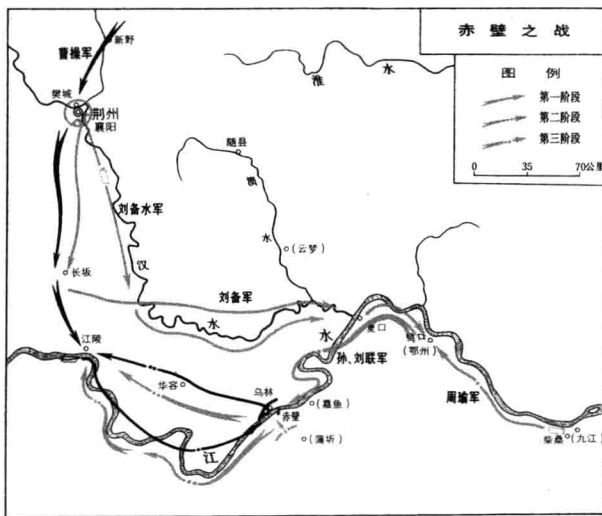 赤壁之战
图 例
第一阶段
第二阶段
第三阶段
0 35 70公里
曹操军
新野
樊城
荆州
襄阳
淮 水
随县
涢 水
(云梦)
刘备水军
汉 水
长坂
刘备军
夏口
樊口
(鄂州)
水
孙、刘联军
江陵
华容
乌林
赤壁
(嘉鱼)
(蒲圻)
江
周瑜军
柴桑
(九江)